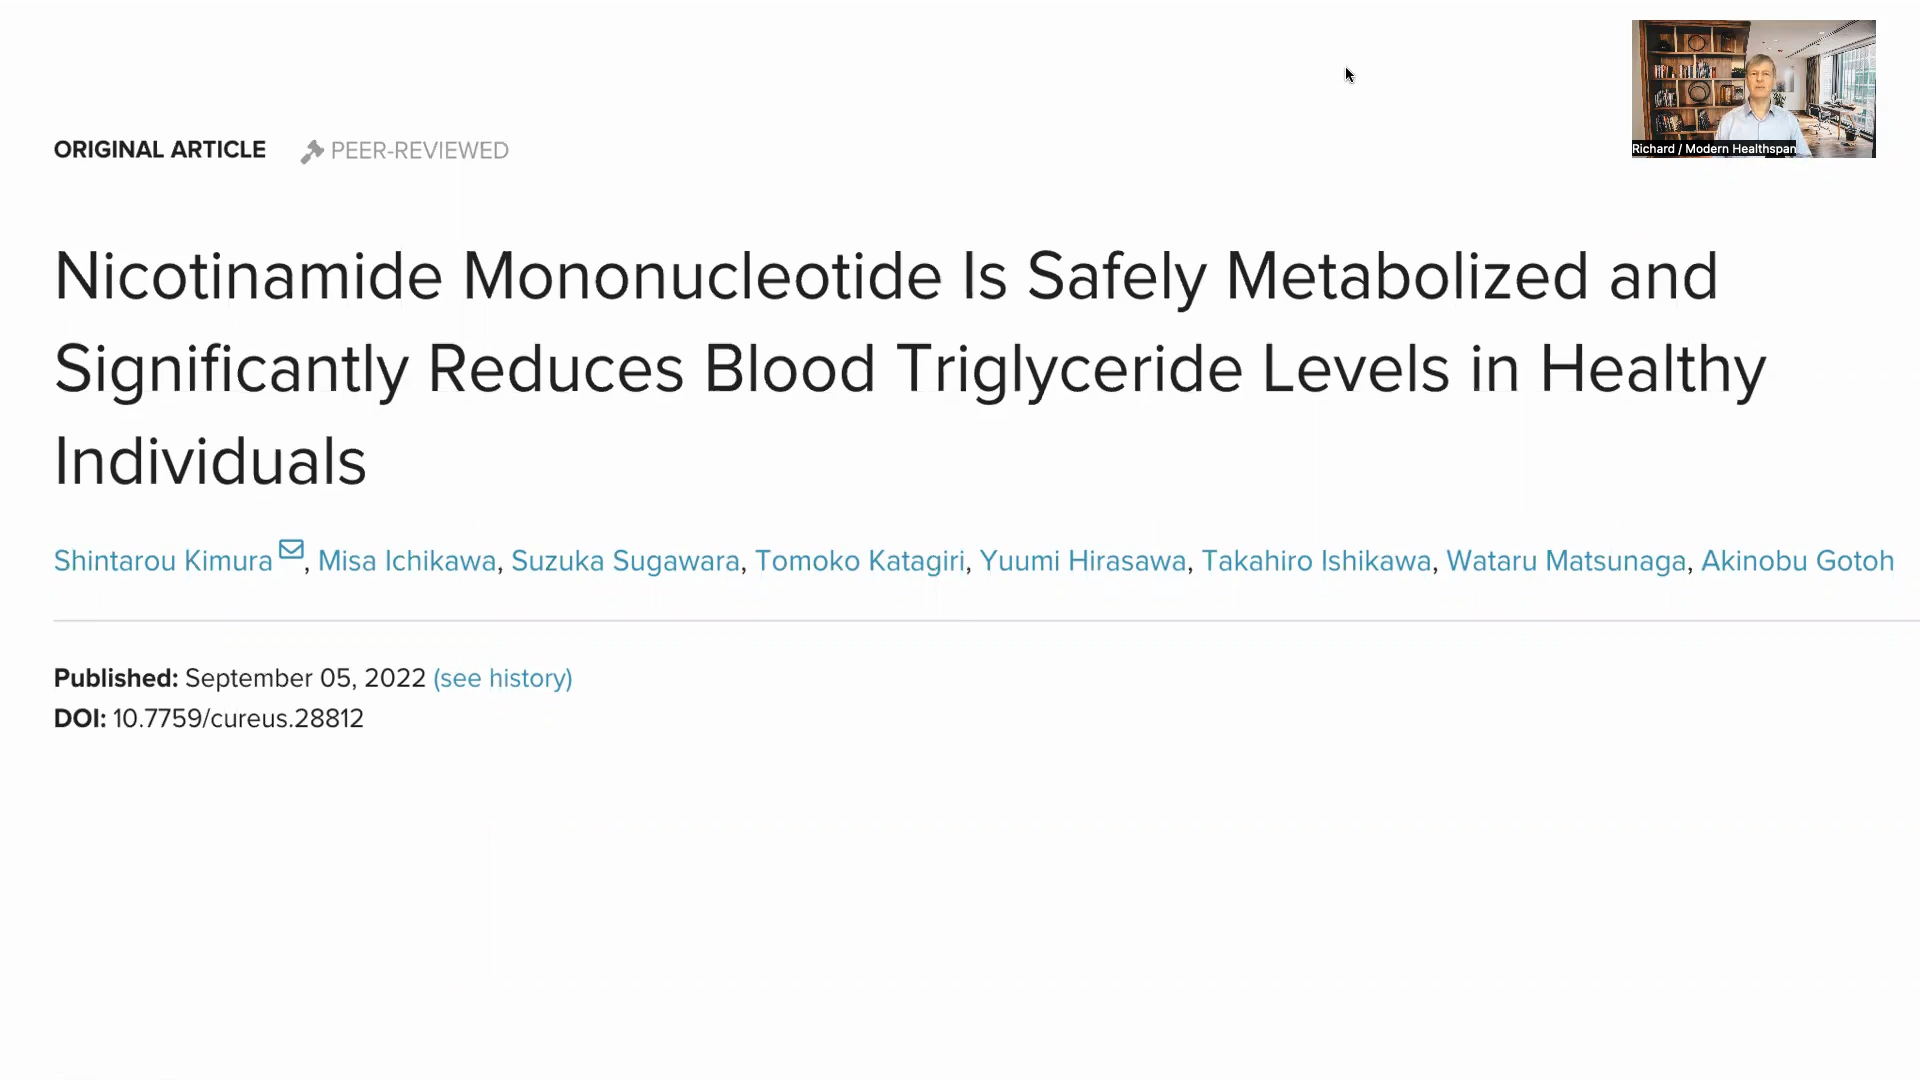 Richard / Modern Healthspan
ORIGINAL ARTICLE PEER-REVIEWED
Nicotinamide Mononucleotide Is Safely Metabolized and
Significantly Reduces Blood Triglyceride Levels in Healthy
Individuals
Shintarou Kimura, Misa Ichikawa, Suzuka Sugawara, Tomoko Katagiri, Yuumi Hirasawa, Takahiro Ishikawa, Wataru Matsunaga, Akinobu Gotoh
Published: September 05, 2022 (see history)
DOI: 10.7759/cureus.28812